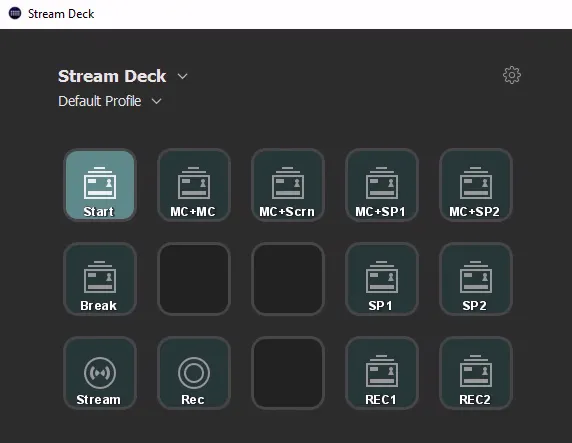 Stream Deck
Stream Deck
Default Profile
Start MC+MC MC+Scrn MC+SP1 MC+SP2
Break SP1 SP2
Stream Rec REC1 REC2